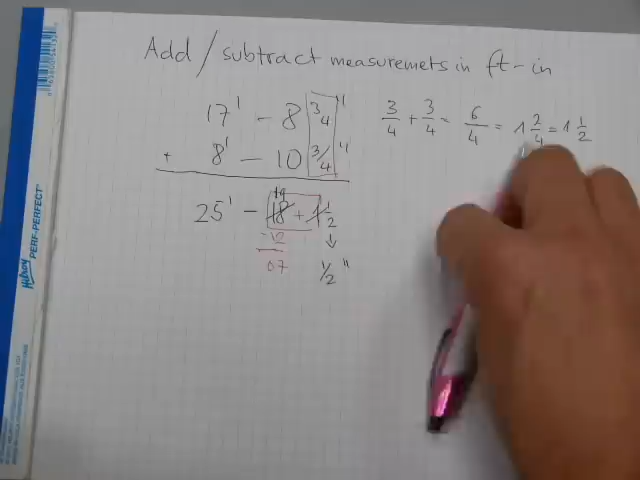 Add / subtract measuremets in ft-in
17' - 8 3/4" 3/4 + 3/4 = 6/4 = 1 2/4 = 1 1/2
+ 8' - 10 3/4"
19
25' - 18 + 1 1/2
-12 ↓
07 1/2"
Hilroy PERF-PERFECT